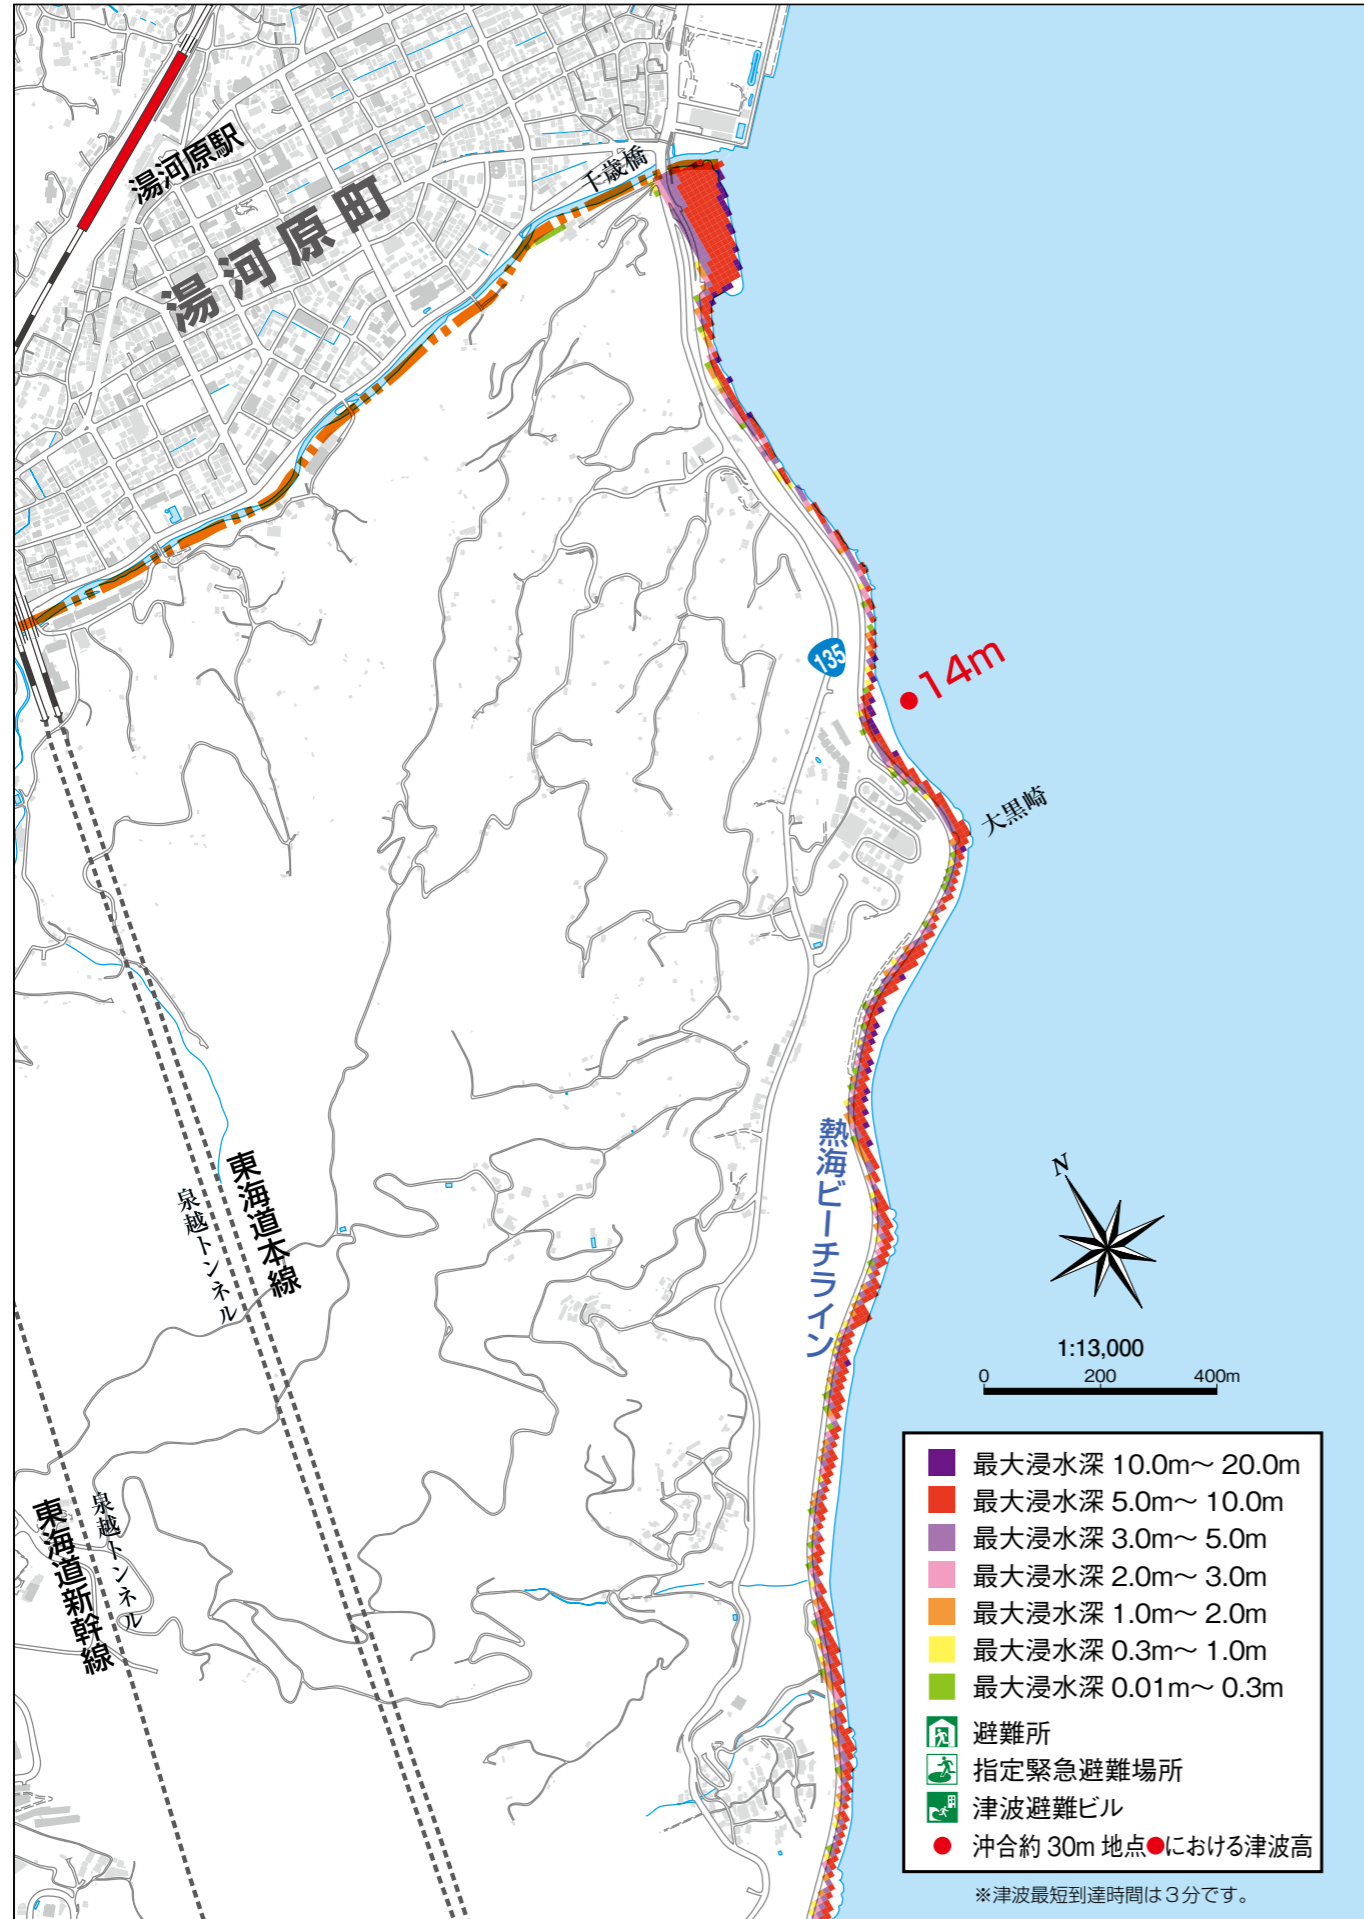 湯河原駅
千歳橋
湯河原町
135
14m
大黒崎
熱海ビーチライン
東海道本線
泉越トンネル
東海道新幹線
泉越トンネル
N
1:13,000
0 200 400m
最大浸水深 10.0m～ 20.0m
最大浸水深 5.0m～ 10.0m
最大浸水深 3.0m～ 5.0m
最大浸水深 2.0m～ 3.0m
最大浸水深 1.0m～ 2.0m
最大浸水深 0.3m～ 1.0m
最大浸水深 0.01m～ 0.3m
避難所
指定緊急避難場所
津波避難ビル
沖合約 30m 地点●における津波高
※津波最短到達時間は３分です。